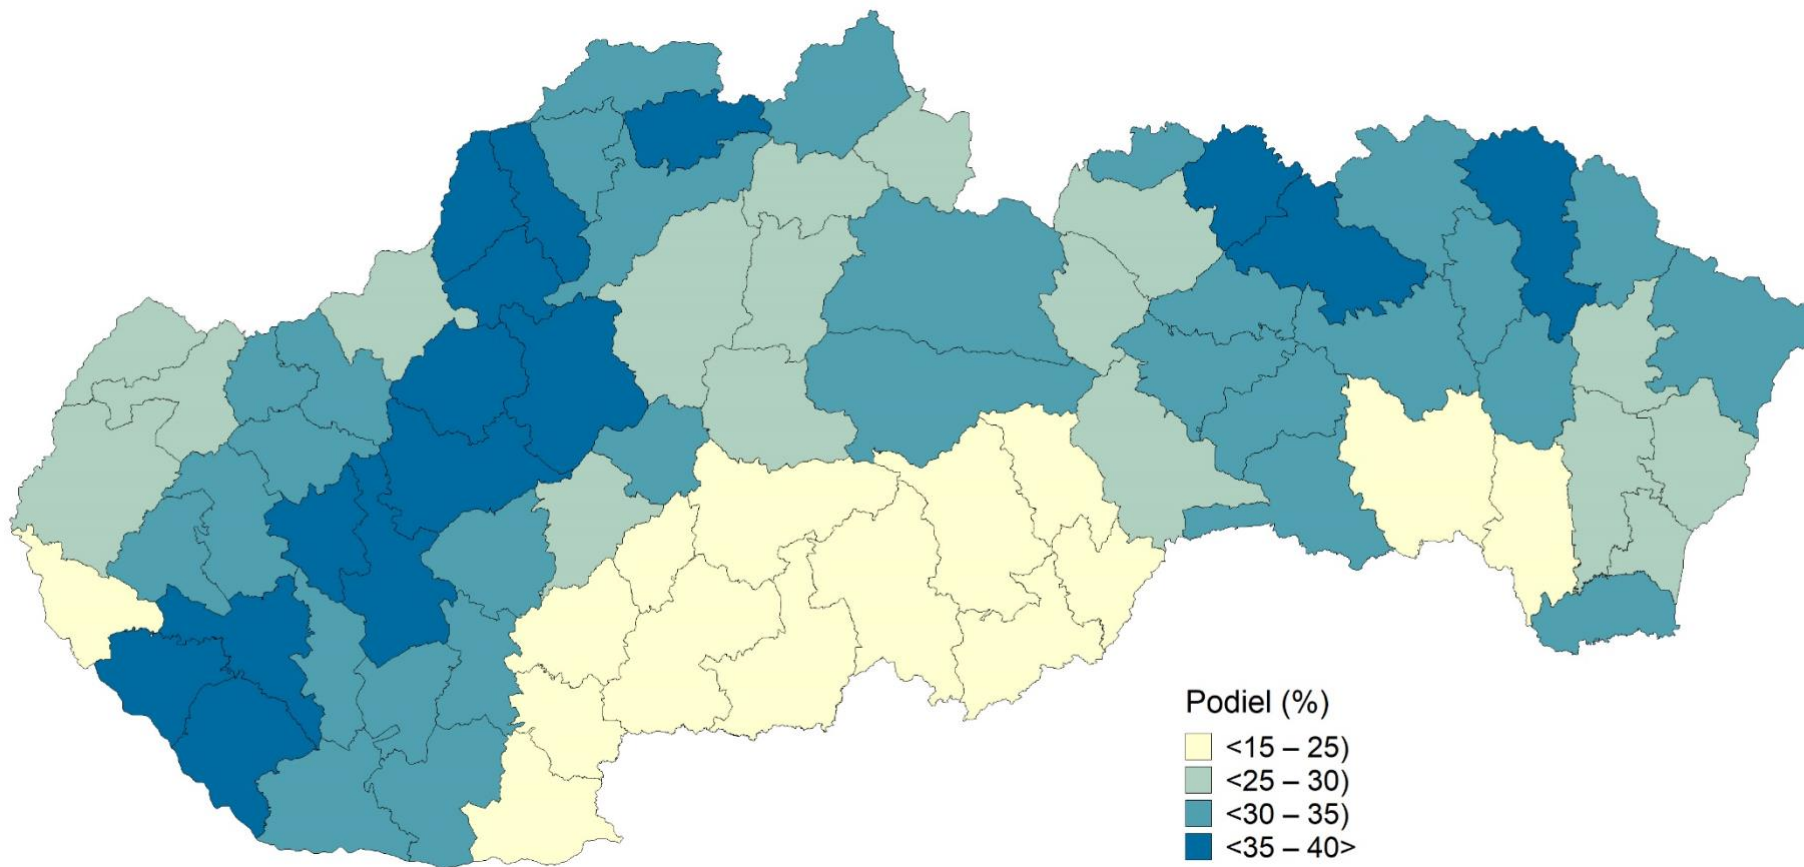 Podiel (%)
<15 – 25)
<25 – 30)
<30 – 35)
<35 – 40>